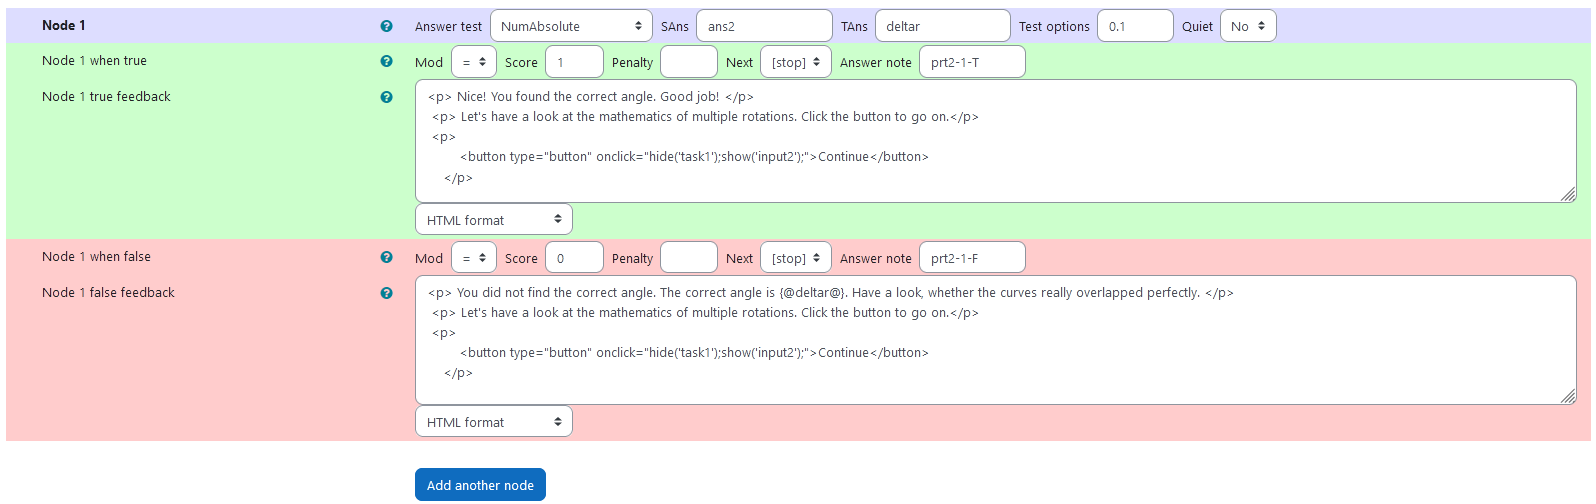 Node 1 Answer test NumAbsolute SAns ans2 TAns deltar Test options 0.1 Quiet No
Node 1 when true Mod = Score 1 Penalty Next [stop] Answer note prt2-1-T
Node 1 true feedback
<p> Nice! You found the correct angle. Good job! </p>
<p> Let's have a look at the mathematics of multiple rotations. Click the button to go on.</p>
<p>
<button type="button" onclick="hide('task1');show('input2');">Continue</button>
</p>
HTML format
Node 1 when false Mod = Score 0 Penalty Next [stop] Answer note prt2-1-F
Node 1 false feedback
<p> You did not find the correct angle. The correct angle is {@deltar@}. Have a look, whether the curves really overlapped perfectly. </p>
<p> Let's have a look at the mathematics of multiple rotations. Click the button to go on.</p>
<p>
<button type="button" onclick="hide('task1');show('input2');">Continue</button>
</p>
HTML format
Add another node